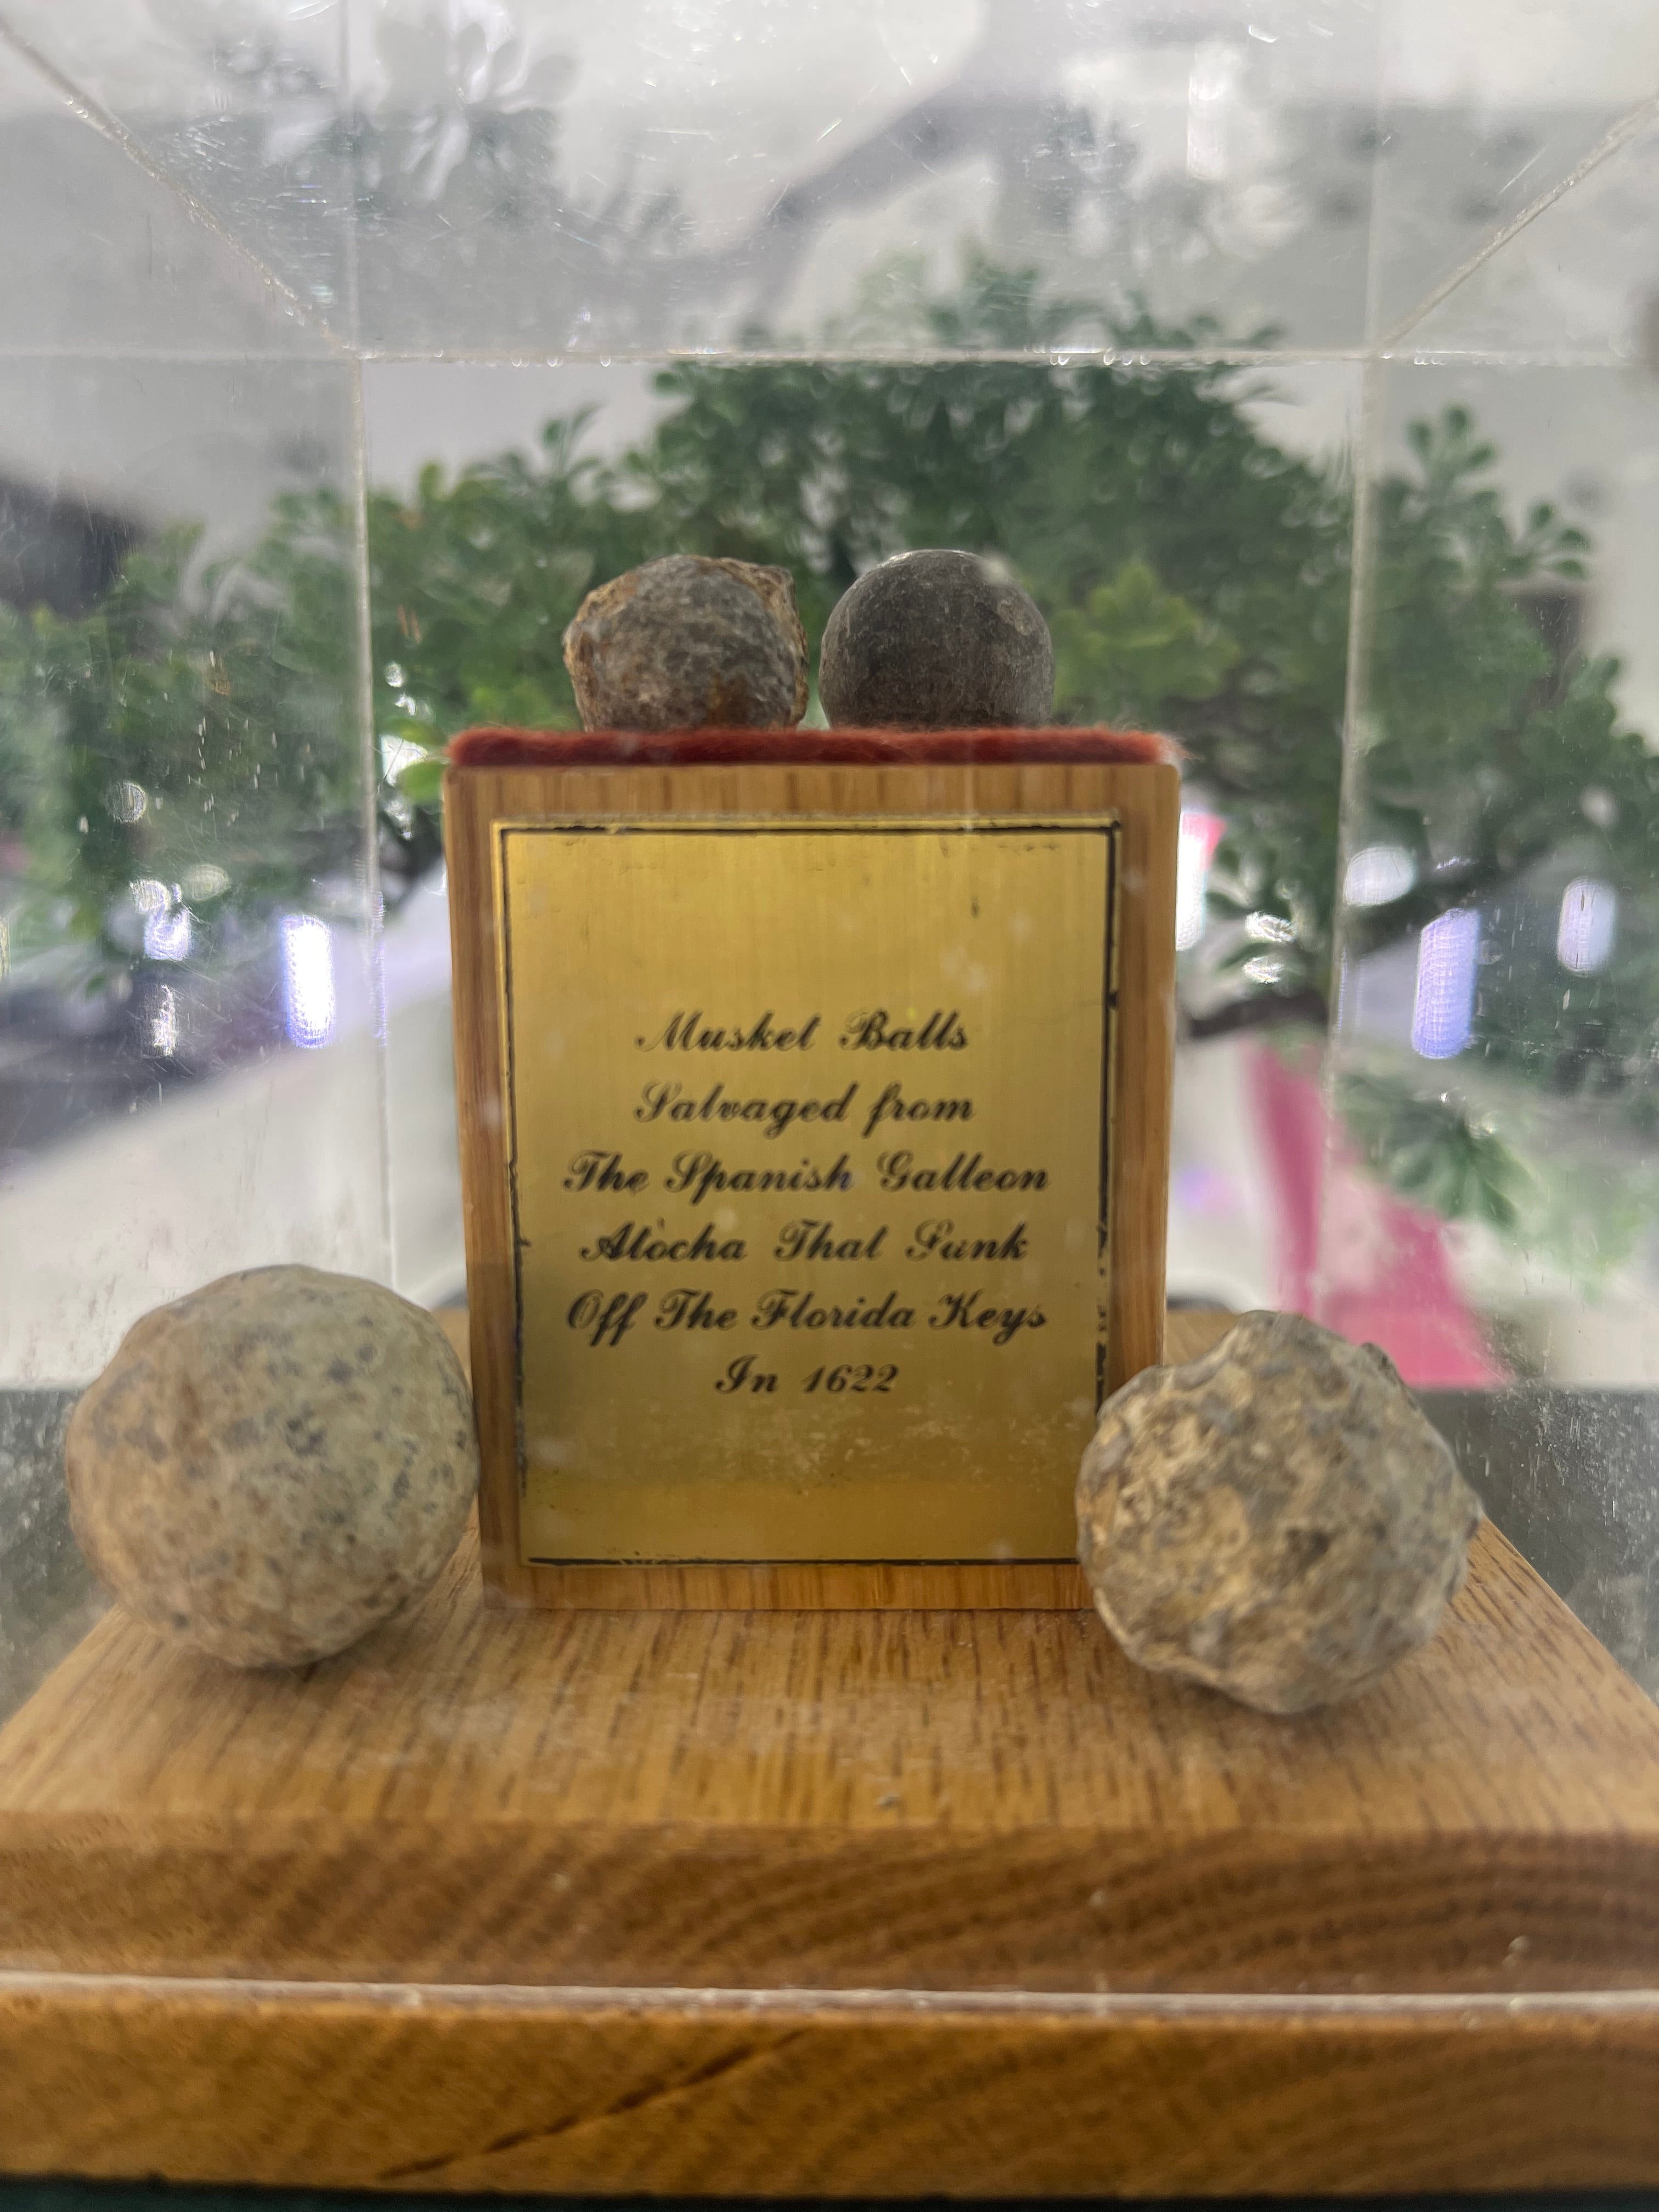 Musket Balls
Salvaged from
The Spanish Galleon
Atocha That Sunk
Off The Florida Keys
In 1622